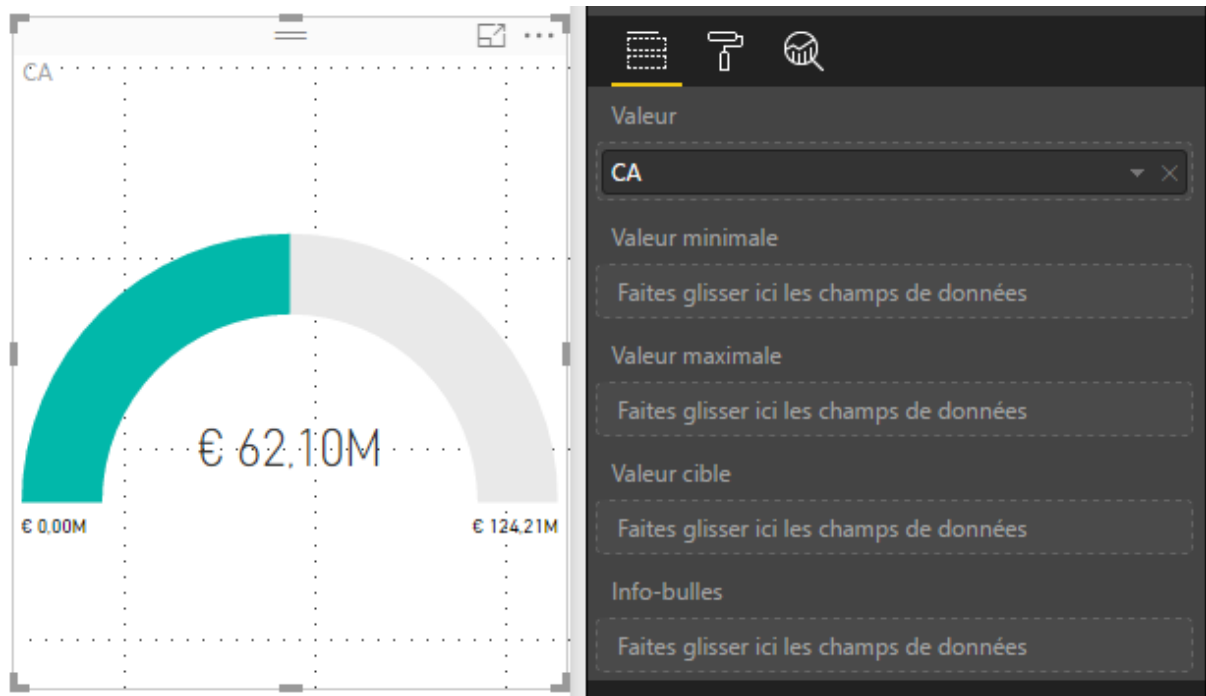 CA
€ 62,10M
€ 0,00M
€ 124,21M
Valeur
CA
Valeur minimale
Faites glisser ici les champs de données
Valeur maximale
Faites glisser ici les champs de données
Valeur cible
Faites glisser ici les champs de données
Info-bulles
Faites glisser ici les champs de données